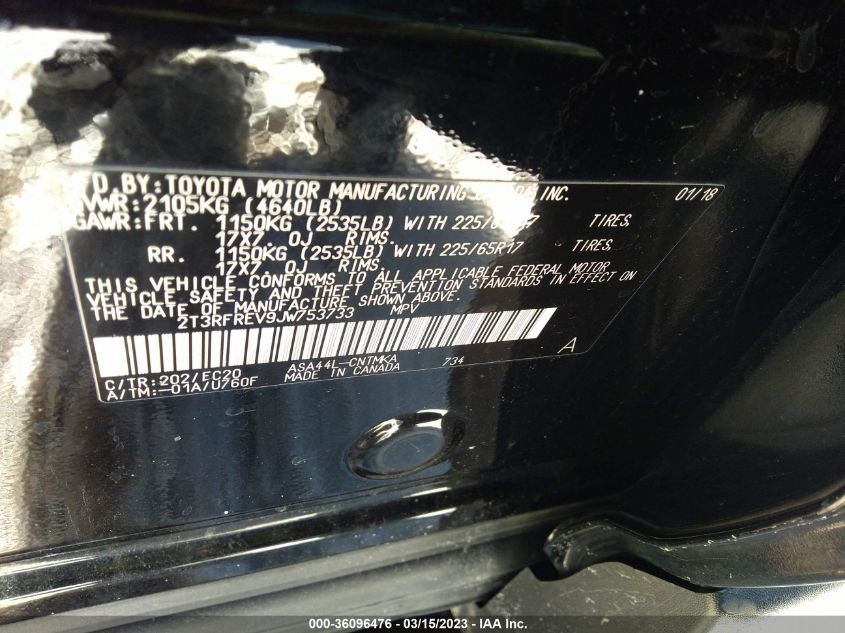 MFD. BY: TOYOTA MOTOR MANUFACTURING CANADA, INC. 01/18
GVWR: 2105KG (4640LB)
GAWR: FRT. 1150KG (2535LB) WITH 225/65R17 TIRES,
17X7.0J RIMS.
RR. 1150KG (2535LB) WITH 225/65R17 TIRES,
17X7.0J RIMS
THIS VEHICLE CONFORMS TO ALL APPLICABLE FEDERAL MOTOR
VEHICLE SAFETY AND THEFT PREVENTION STANDARDS IN EFFECT ON
THE DATE OF MANUFACTURE SHOWN ABOVE.
2T3RFREV9JW753733 MPV
A
C/TR: 202/EC20 ASA44L-CNTMKA 734
A/TM: -01A/U760F MADE IN CANADA
000-36096476 - 03/15/2023 - IAA Inc.